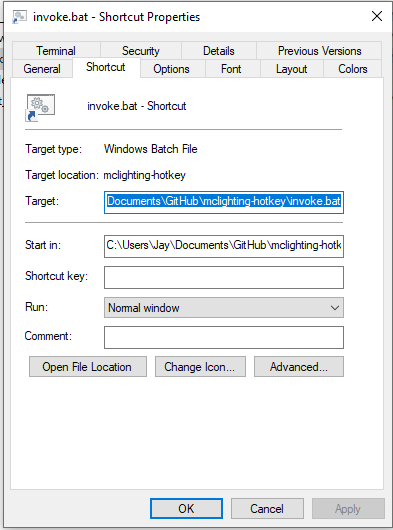 invoke.bat - Shortcut Properties
Terminal Security Details Previous Versions
General Shortcut Options Font Layout Colors
invoke.bat - Shortcut
Target type: Windows Batch File
Target location: mclighting-hotkey
Target: Documents\GitHub\mclighting-hotkey\invoke.bat
Start in: C:\Users\Jay\Documents\GitHub\mclighting-hotk
Shortcut key:
Run: Normal window
Comment:
Open File Location Change Icon... Advanced...
OK Cancel Apply